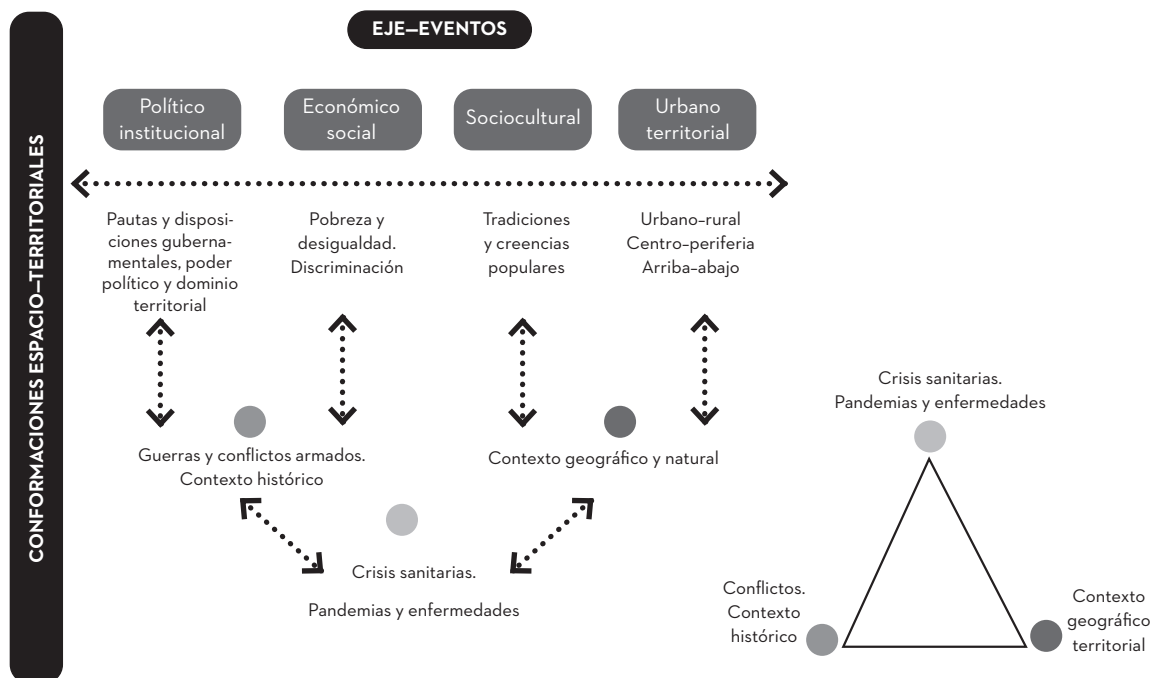 EJE—EVENTOS
CONFORMACIONES ESPACIO—TERRITORIALES
Político
institucional
Económico
social
Sociocultural
Urbano
territorial
Pautas y disposi-
ciones guberna-
mentales, poder
político y dominio
territorial
Pobreza y
desigualdad.
Discriminación
Tradiciones
y creencias
populares
Urbano–rural
Centro–periferia
Arriba–abajo
Guerras y conflictos armados.
Contexto histórico
Contexto geográfico y natural
Crisis sanitarias.
Pandemias y enfermedades
Crisis sanitarias.
Pandemias y enfermedades
Conflictos.
Contexto
histórico
Contexto
geográfico
territorial